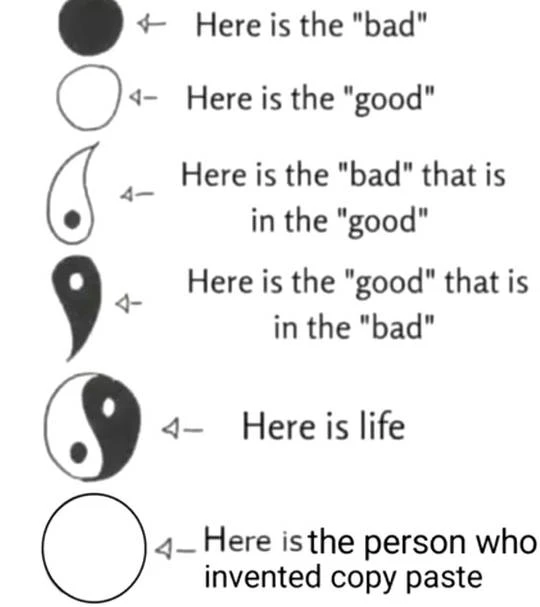 Here is the "bad"
Here is the "good"
Here is the "bad" that is
in the "good"
Here is the "good" that is
in the "bad"
Here is life
Here is the person who
invented copy paste